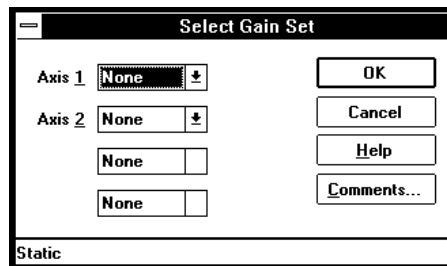 Select Gain Set
Axis 1 None
OK
Axis 2 None
Cancel
None
Help
None
Comments...
Static